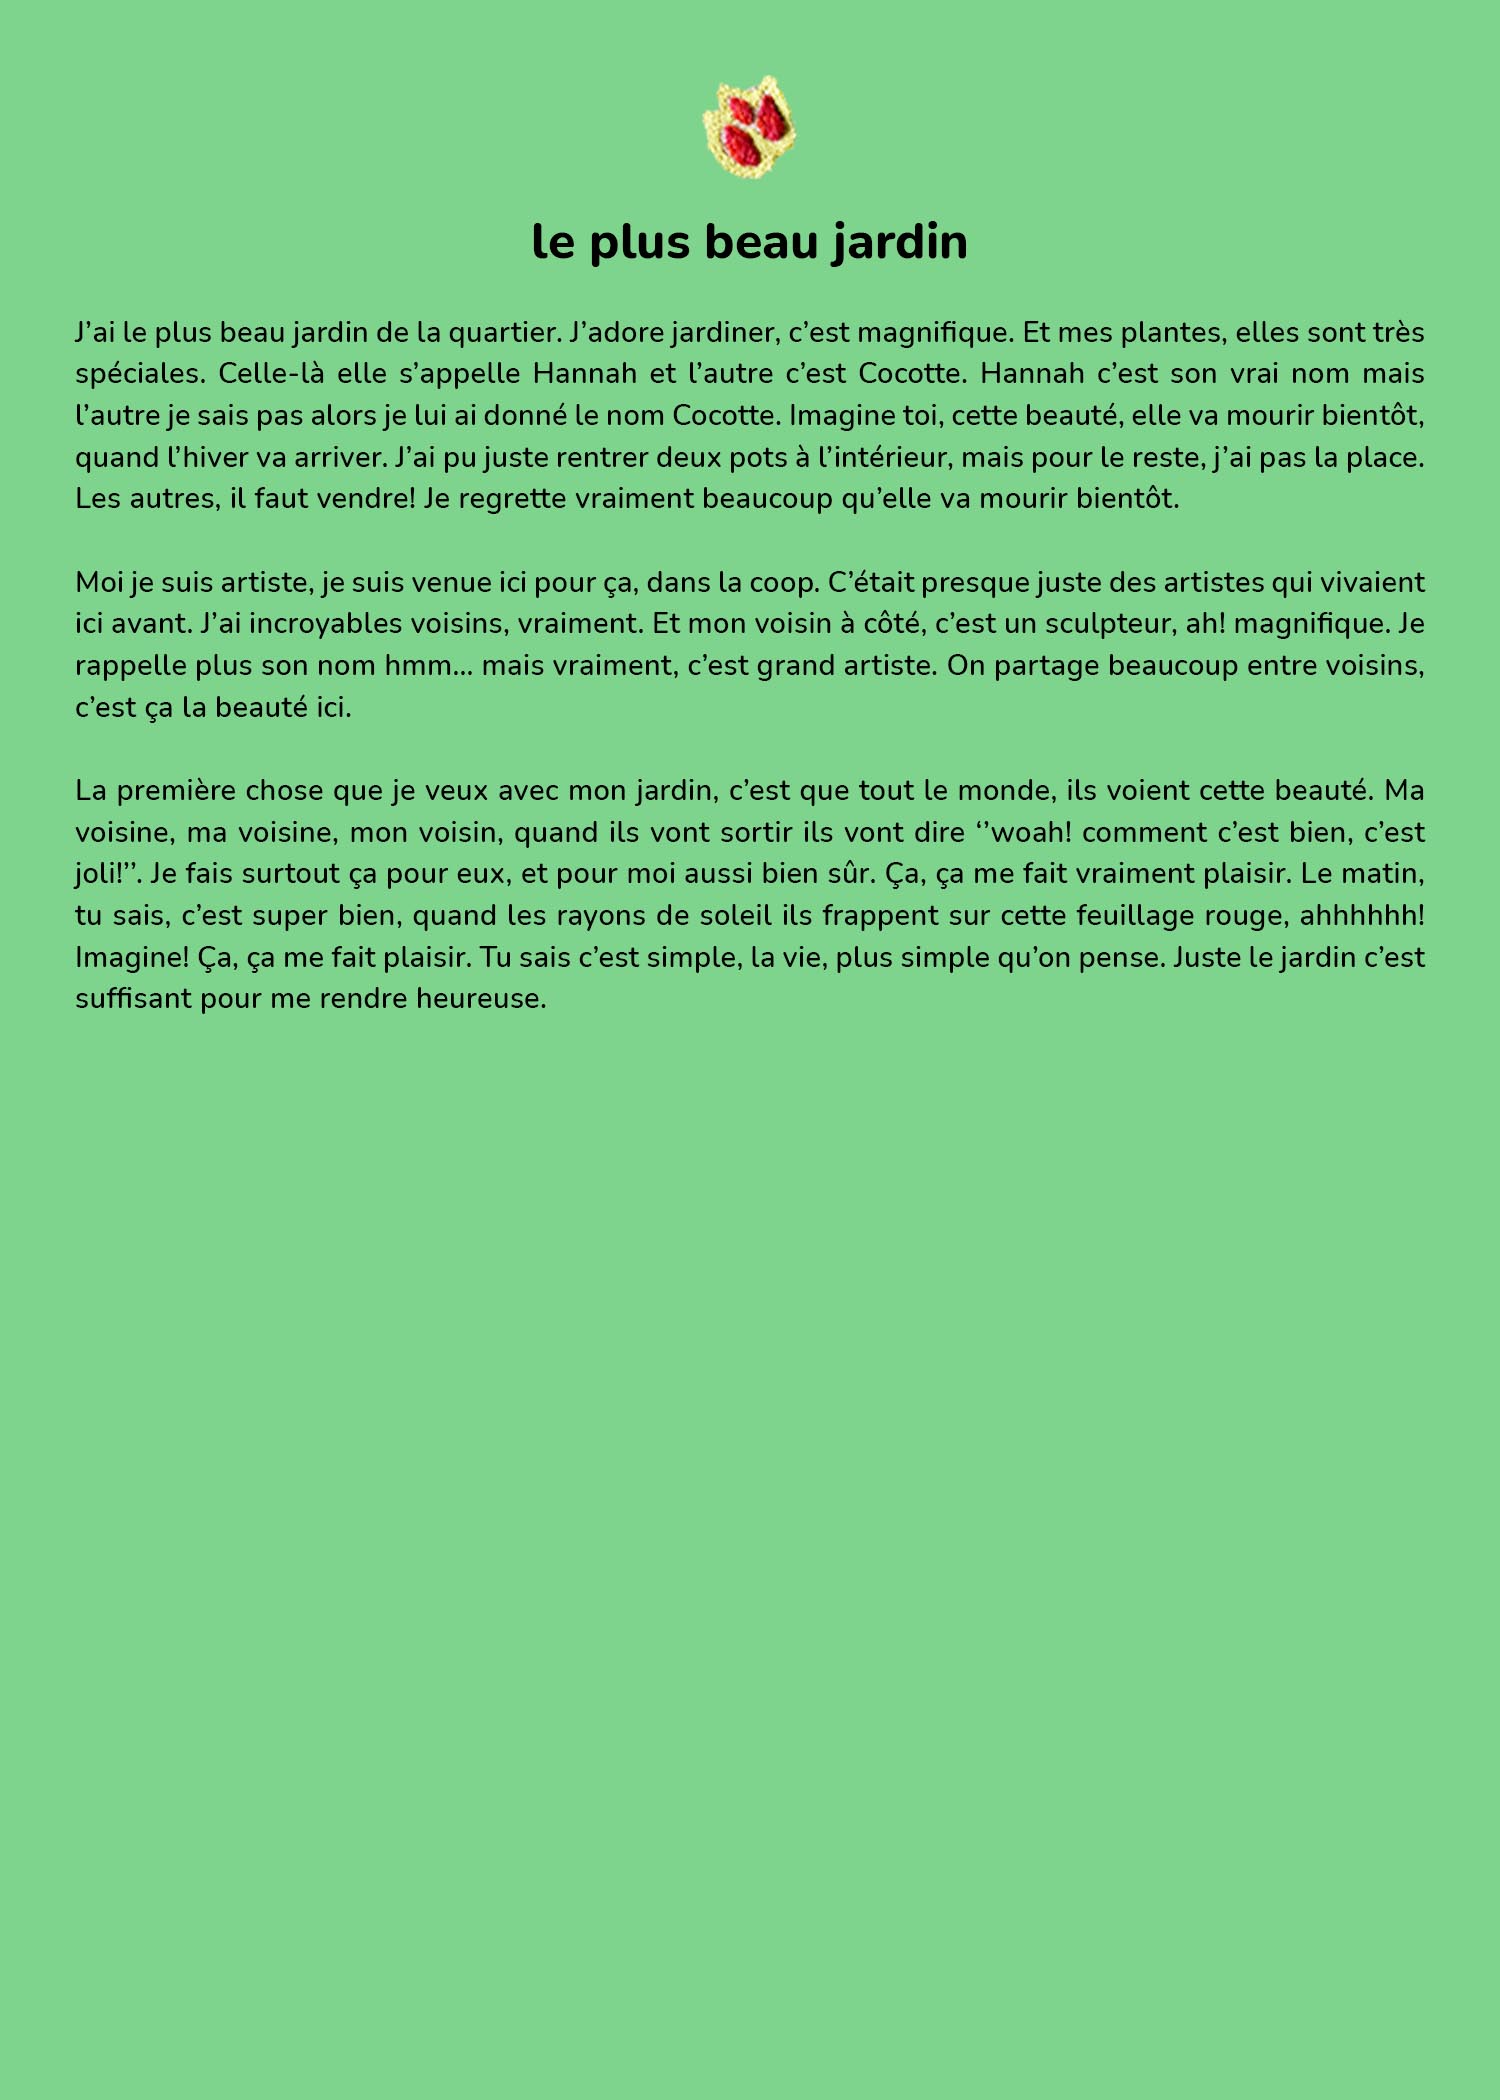 le plus beau jardin
J’ai le plus beau jardin de la quartier. J’adore jardiner, c’est magnifique. Et mes plantes, elles sont très
spéciales. Celle-là elle s’appelle Hannah et l’autre c’est Cocotte. Hannah c’est son vrai nom mais
l’autre je sais pas alors je lui ai donné le nom Cocotte. Imagine toi, cette beauté, elle va mourir bientôt,
quand l’hiver va arriver. J’ai pu juste rentrer deux pots à l’intérieur, mais pour le reste, j’ai pas la place.
Les autres, il faut vendre! Je regrette vraiment beaucoup qu’elle va mourir bientôt.
Moi je suis artiste, je suis venue ici pour ça, dans la coop. C’était presque juste des artistes qui vivaient
ici avant. J’ai incroyables voisins, vraiment. Et mon voisin à côté, c’est un sculpteur, ah! magnifique. Je
rappelle plus son nom hmm... mais vraiment, c’est grand artiste. On partage beaucoup entre voisins,
c’est ça la beauté ici.
La première chose que je veux avec mon jardin, c’est que tout le monde, ils voient cette beauté. Ma
voisine, ma voisine, mon voisin, quand ils vont sortir ils vont dire ‘’woah! comment c’est bien, c’est
joli!’’. Je fais surtout ça pour eux, et pour moi aussi bien sûr. Ça, ça me fait vraiment plaisir. Le matin,
tu sais, c’est super bien, quand les rayons de soleil ils frappent sur cette feuillage rouge, ahhhhhh!
Imagine! Ça, ça me fait plaisir. Tu sais c’est simple, la vie, plus simple qu’on pense. Juste le jardin c’est
suffisant pour me rendre heureuse.